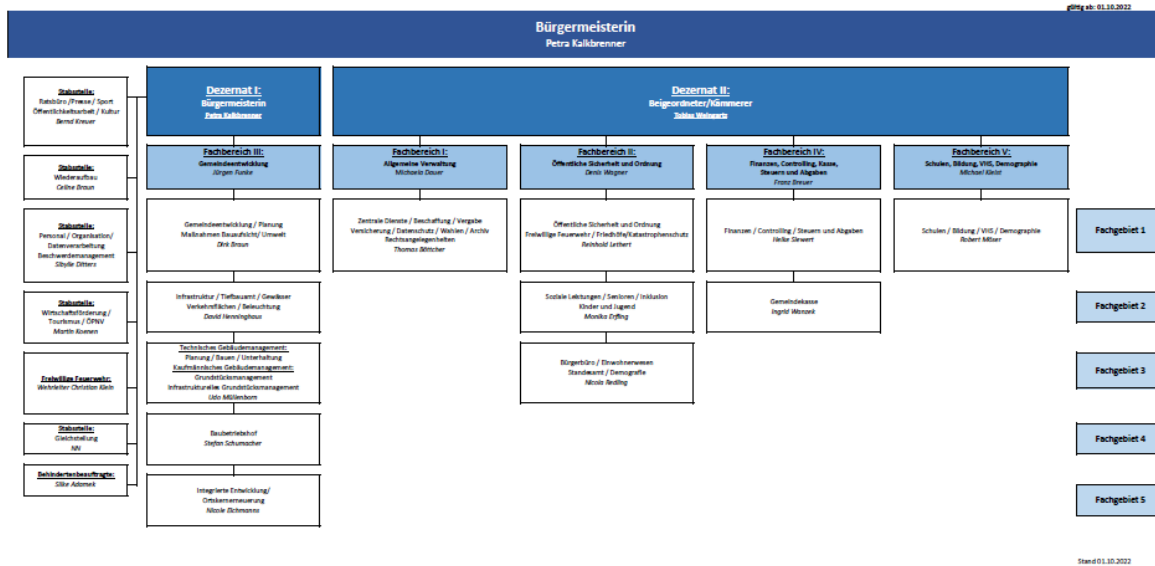 gültig ab: 01.10.2022
Bürgermeisterin
Petra Kalkbrenner
Stabsstelle:
Ratsbüro /Presse / Sport
Öffentlichkeitsarbeit / Kultur
Bernd Kreuer
Stabsstelle:
Wiederaufbau
Celine Braun
Stabsstelle:
Personal / Organisation/
Datenverarbeitung
Beschwerdemanagement
Sibylle Ditters
Stabsstelle:
Wirtschaftsförderung /
Tourismus / ÖPNV
Martin Koenen
Freiwillige Feuerwehr:
Wehrleiter Christian Klein
Stabsstelle:
Gleichstellung
NN
Behindertenbeauftragte:
Silke Adamek
Dezernat I:
Bürgermeisterin
Petra Kalkbrenner
Fachbereich III:
Gemeindeentwicklung
Jürgen Funke
Gemeindeentwicklung / Planung
Maßnahmen Bauaufsicht/ Umwelt
Dirk Braun
Infrastruktur / Tiefbauamt / Gewässer
Verkehrsflächen / Beleuchtung
David Henninghaus
Technisches Gebäudemanagement:
Planung / Bauen / Unterhaltung
Kaufmännisches Gebäudemanagement:
Grundstücksmanagement
Infrastrukturelles Grundstücksmanagement
Udo Müllenborn
Baubetriebshof
Stefan Schumacher
Integrierte Entwicklung/
Ortskernerneuerung
Nicole Eichmanns
Dezernat II:
Beigeordneter/Kämmerer
Tobias Weingartz
Fachbereich I:
Allgemeine Verwaltung
Michaela Dauer
Zentrale Dienste / Beschaffung / Vergabe
Versicherung / Datenschutz / Wahlen / Archiv
Rechtsangelegenheiten
Thomas Böttcher
Fachbereich II:
Öffentliche Sicherheit und Ordnung
Denis Wagner
Öffentliche Sicherheit und Ordnung
Freiwillige Feuerwehr / Friedhöfe/Katastrophenschutz
Reinhold Lethert
Soziale Leistungen / Senioren / Inklusion
Kinder und Jugend
Monika Erfling
Bürgerbüro / Einwohnerwesen
Standesamt / Demografie
Nicola Redling
Fachbereich IV:
Finanzen, Controlling, Kasse,
Steuern und Abgaben
Franz Breuer
Finanzen / Controlling / Steuern und Abgaben
Heike Siewert
Gemeindekasse
Ingrid Wanzek
Fachbereich V:
Schulen, Bildung, VHS, Demographie
Michael Kleist
Schulen / Bildung / VHS / Demographie
Robert Möser
Fachgebiet 1
Fachgebiet 2
Fachgebiet 3
Fachgebiet 4
Fachgebiet 5
Stand 01.10.2022